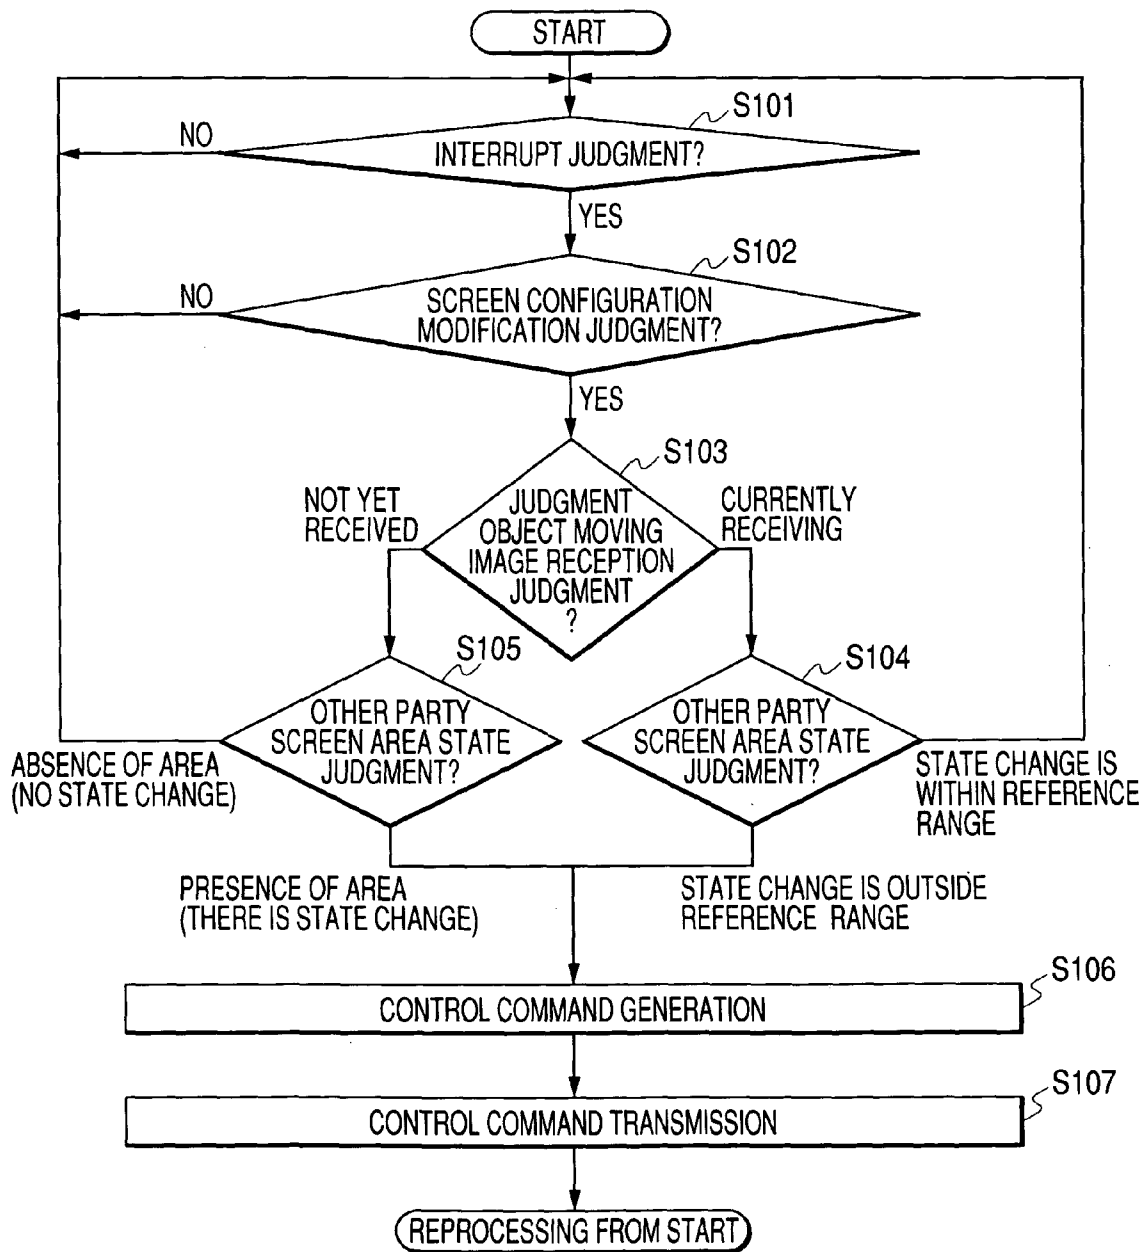 START
S101
NO
INTERRUPT JUDGMENT?
YES
S102
NO
SCREEN CONFIGURATION
MODIFICATION JUDGMENT?
YES
S103
NOT YET
RECEIVED
JUDGMENT
OBJECT MOVING
IMAGE RECEPTION
JUDGMENT
?
CURRENTLY
RECEIVING
S105
OTHER PARTY
SCREEN AREA STATE
JUDGMENT?
S104
OTHER PARTY
SCREEN AREA STATE
JUDGMENT?
ABSENCE OF AREA
(NO STATE CHANGE)
STATE CHANGE IS
WITHIN REFERENCE
RANGE
PRESENCE OF AREA
(THERE IS STATE CHANGE)
STATE CHANGE IS OUTSIDE
REFERENCE RANGE
S106
CONTROL COMMAND GENERATION
S107
CONTROL COMMAND TRANSMISSION
REPROCESSING FROM START